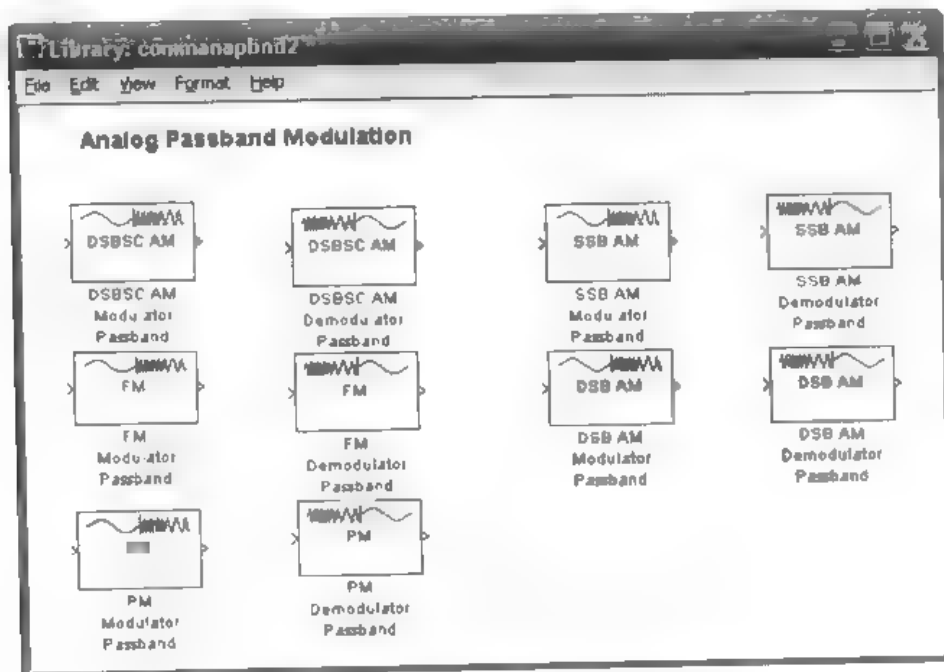 Library: commanapbnd2
File Edit View Format Help
Analog Passband Modulation
DSBSC AM
DSBSC AM
SSB AM
SSB AM
DSBSC AM
Modulator
Passband
DSBSC AM
Demodulator
Passband
SSB AM
Modulator
Passband
SSB AM
Demodulator
Passband
FM
FM
DSB AM
DSB AM
FM
Modulator
Passband
FM
Demodulator
Passband
DSB AM
Modulator
Passband
DSB AM
Demodulator
Passband
PM
PM
Modulator
Passband
PM
Demodulator
Passband